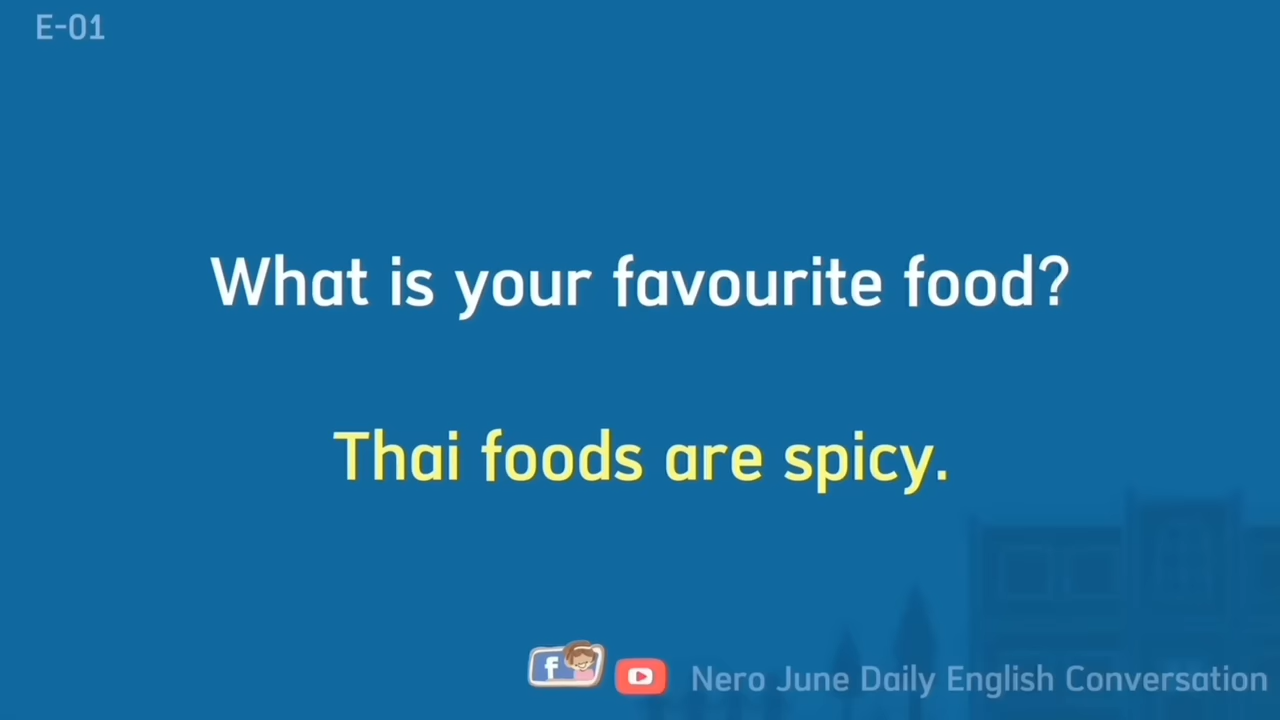 E-01
What is your favourite food?
Thai foods are spicy.
f
Nero June Daily English Conversation